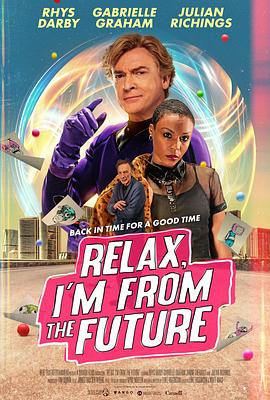 RHYS DARBY
GABRIELLE GRAHAM
JULIAN RICHINGS
BACK IN TIME FOR A GOOD TIME
RELAX,
I'M FROM
THE FUTURE